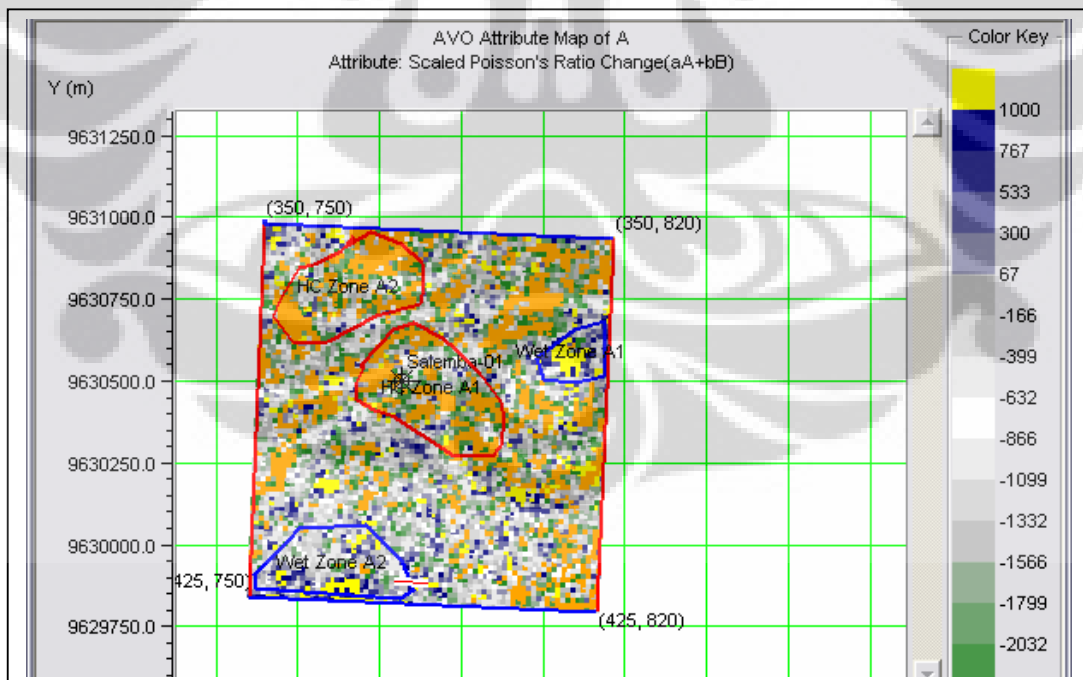 AVO Attribute Map of A
Attribute: Scaled Poisson's Ratio Change(aA+bB)
Color Key
Y (m)
9631250.0
9631000.0
9630750.0
9630500.0
9630250.0
9630000.0
9629750.0
(350, 750)
(350, 820)
HC Zone A2
Wet Zone A1
Salemba-01
HC Zone A1
Wet Zone A2
425, 750)
(425, 820)
1000
767
533
300
67
-166
-399
-632
-866
-1099
-1332
-1566
-1799
-2032